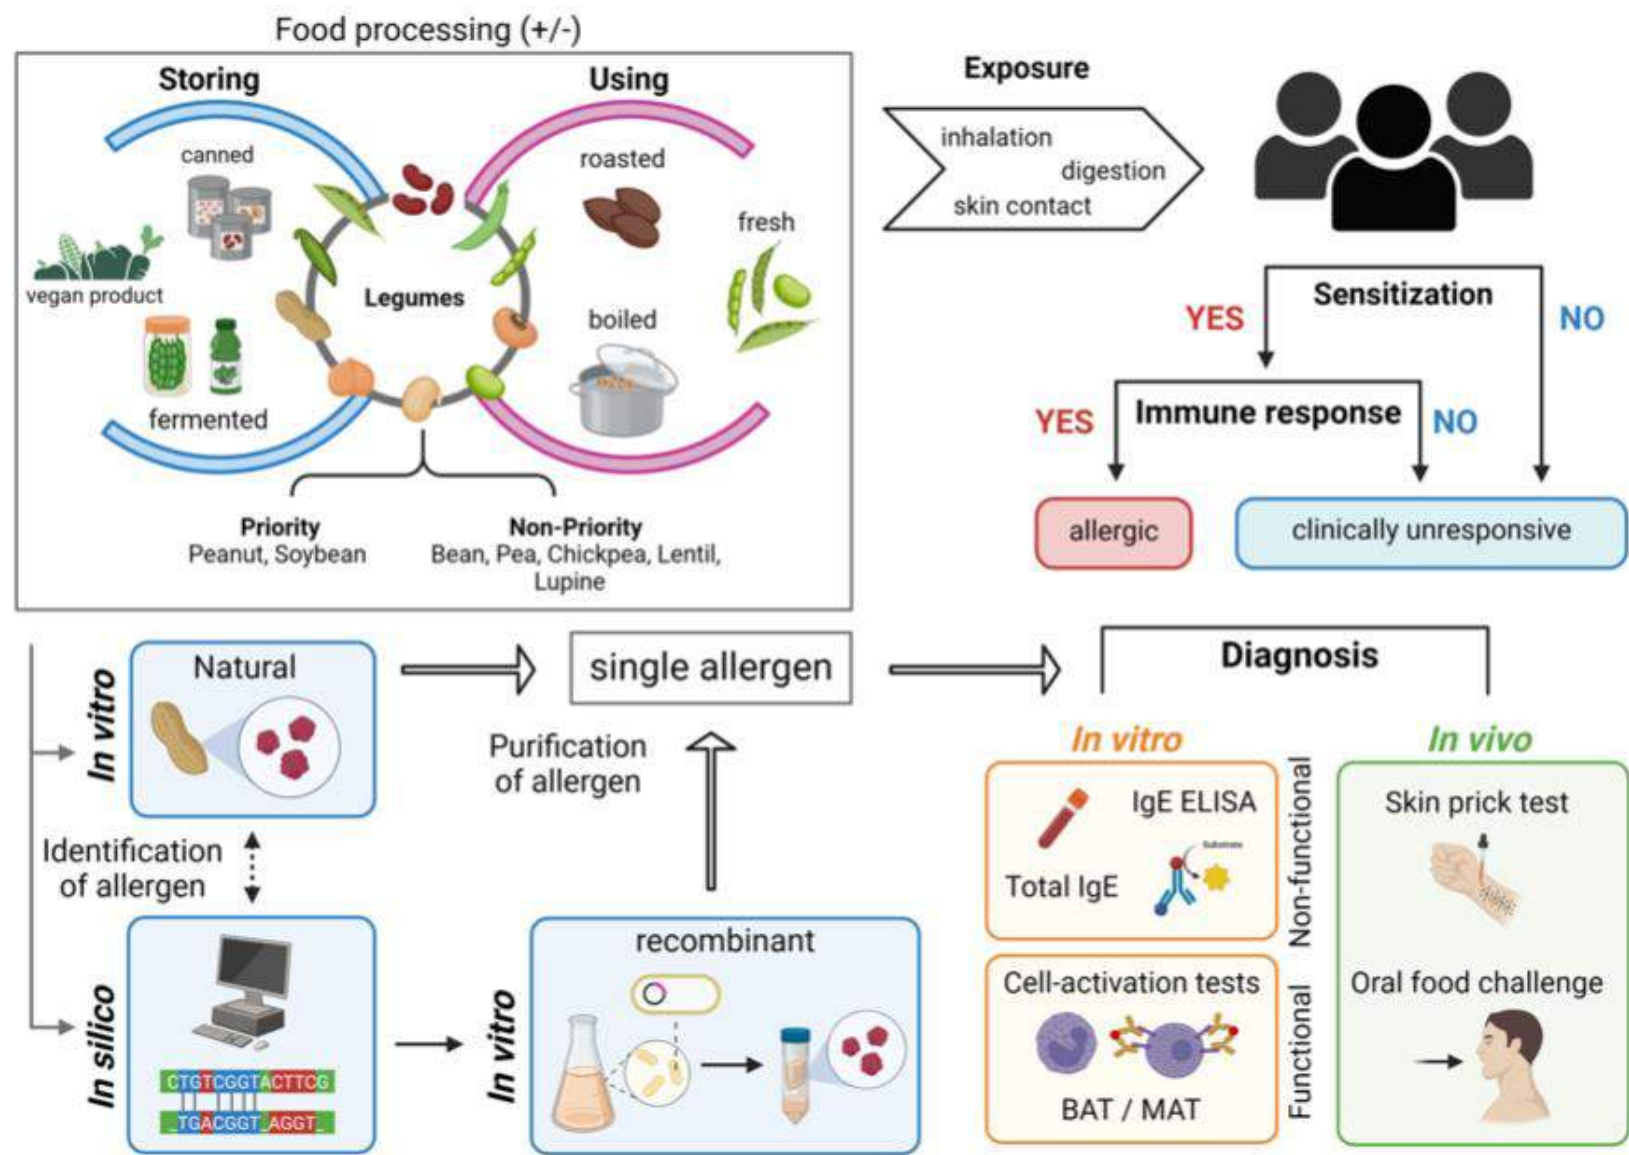 Food processing (+/-)
Storing
Using
canned
roasted
fresh
vegan product
Legumes
boiled
fermented
Priority
Peanut, Soybean
Non-Priority
Bean, Pea, Chickpea, Lentil,
Lupine
Exposure
inhalation
digestion
skin contact
Sensitization
YES
NO
Immune response
YES
NO
allergic
clinically unresponsive
In vitro
Natural
single allergen
Purification
of allergen
Identification
of allergen
In silico
CTGTCGGTACTTCG
_TGACGGT_AGGT_
In vitro
recombinant
Diagnosis
In vitro
In vivo
IgE ELISA
Substrate
Total IgE
Non-functional
Cell-activation tests
BAT / MAT
Functional
Skin prick test
Oral food challenge